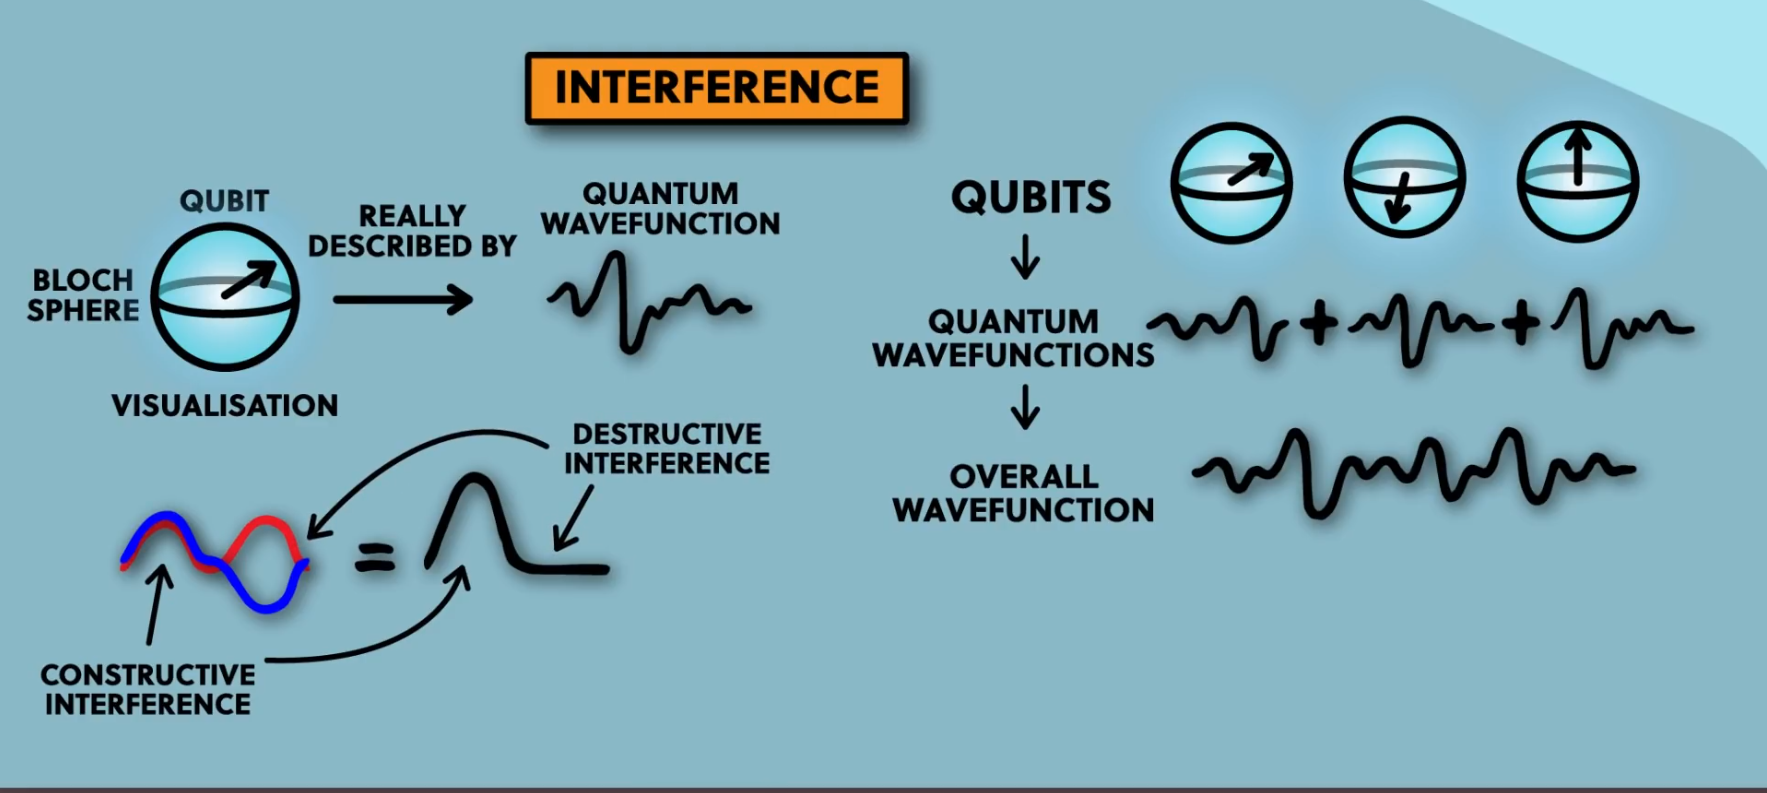 INTERFERENCE
QUBIT
BLOCH
SPHERE
VISUALISATION
REALLY
DESCRIBED BY
QUANTUM
WAVEFUNCTION
DESTRUCTIVE
INTERFERENCE
=
CONSTRUCTIVE
INTERFERENCE
QUBITS
QUANTUM
WAVEFUNCTIONS
+ +
OVERALL
WAVEFUNCTION